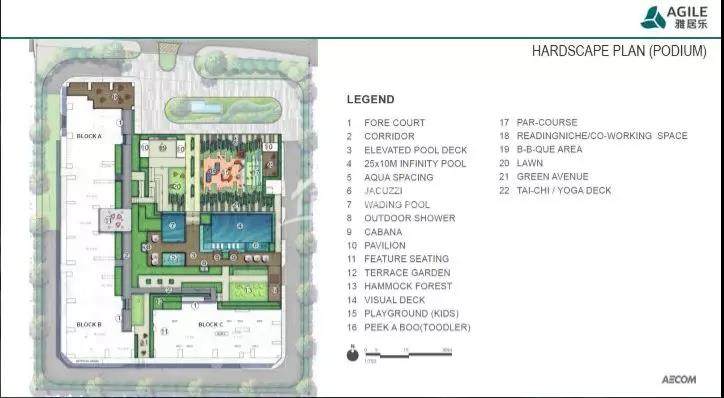 AGILE
雅居乐
HARDSCAPE PLAN (PODIUM)
LEGEND
1 FORE COURT
2 CORRIDOR
3 ELEVATED POOL DECK
4 25x10M INFINITY POOL
5 AQUA SPACING
6 JACUZZI
7 WADING POOL
8 OUTDOOR SHOWER
9 CABANA
10 PAVILION
11 FEATURE SEATING
12 TERRACE GARDEN
13 HAMMOCK FOREST
14 VISUAL DECK
15 PLAYGROUND (KIDS)
16 PEEK A BOO(TODDLER)
17 PAR-COURSE
18 READINGNICHE/CO-WORKING SPACE
19 B-B-QUE AREA
20 LAWN
21 GREEN AVENUE
22 TAI-CHI / YOGA DECK
BLOCK A
BLOCK B
BLOCK C
N
AECOM